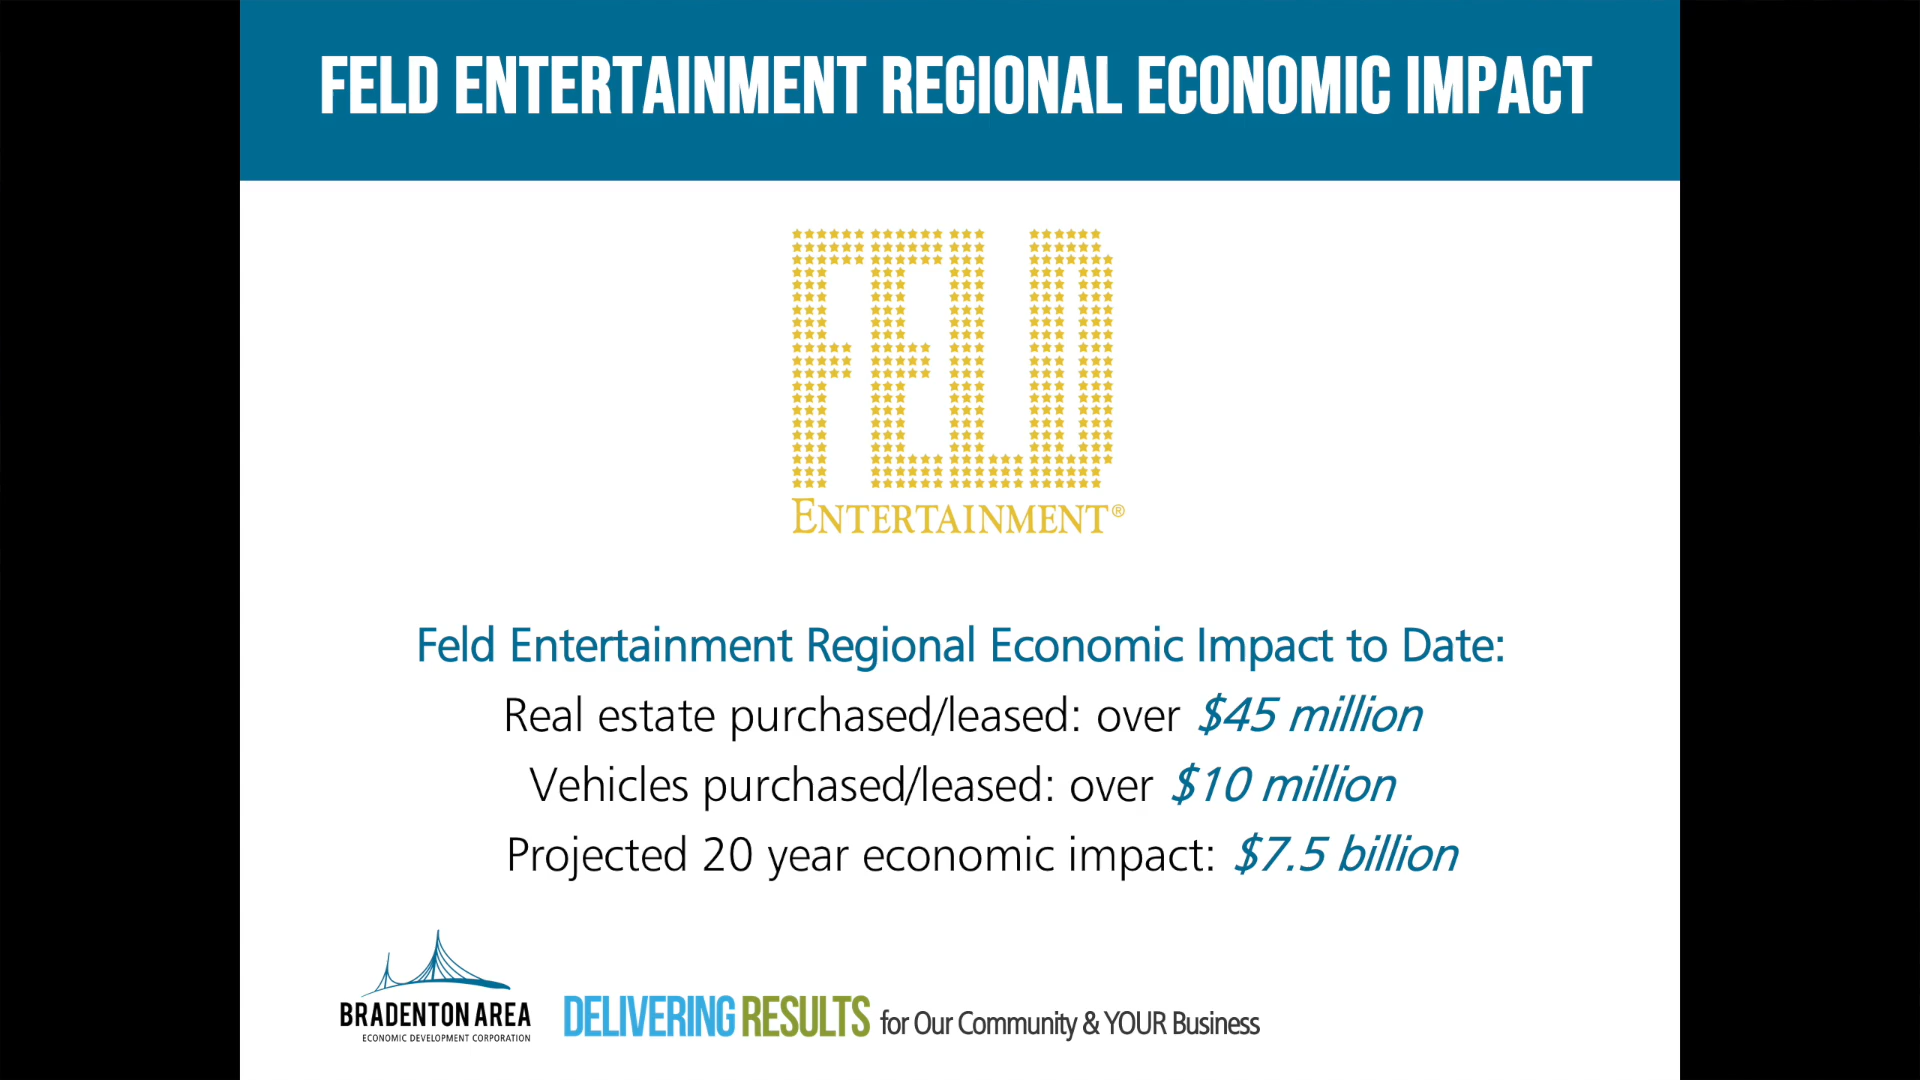 FELD ENTERTAINMENT REGIONAL ECONOMIC IMPACT
FELD
ENTERTAINMENT®
Feld Entertainment Regional Economic Impact to Date:
Real estate purchased/leased: over $45 million
Vehicles purchased/leased: over $10 million
Projected 20 year economic impact: $7.5 billion
BRADENTON AREA
ECONOMIC DEVELOPMENT CORPORATION
DELIVERING RESULTS for Our Community & YOUR Business